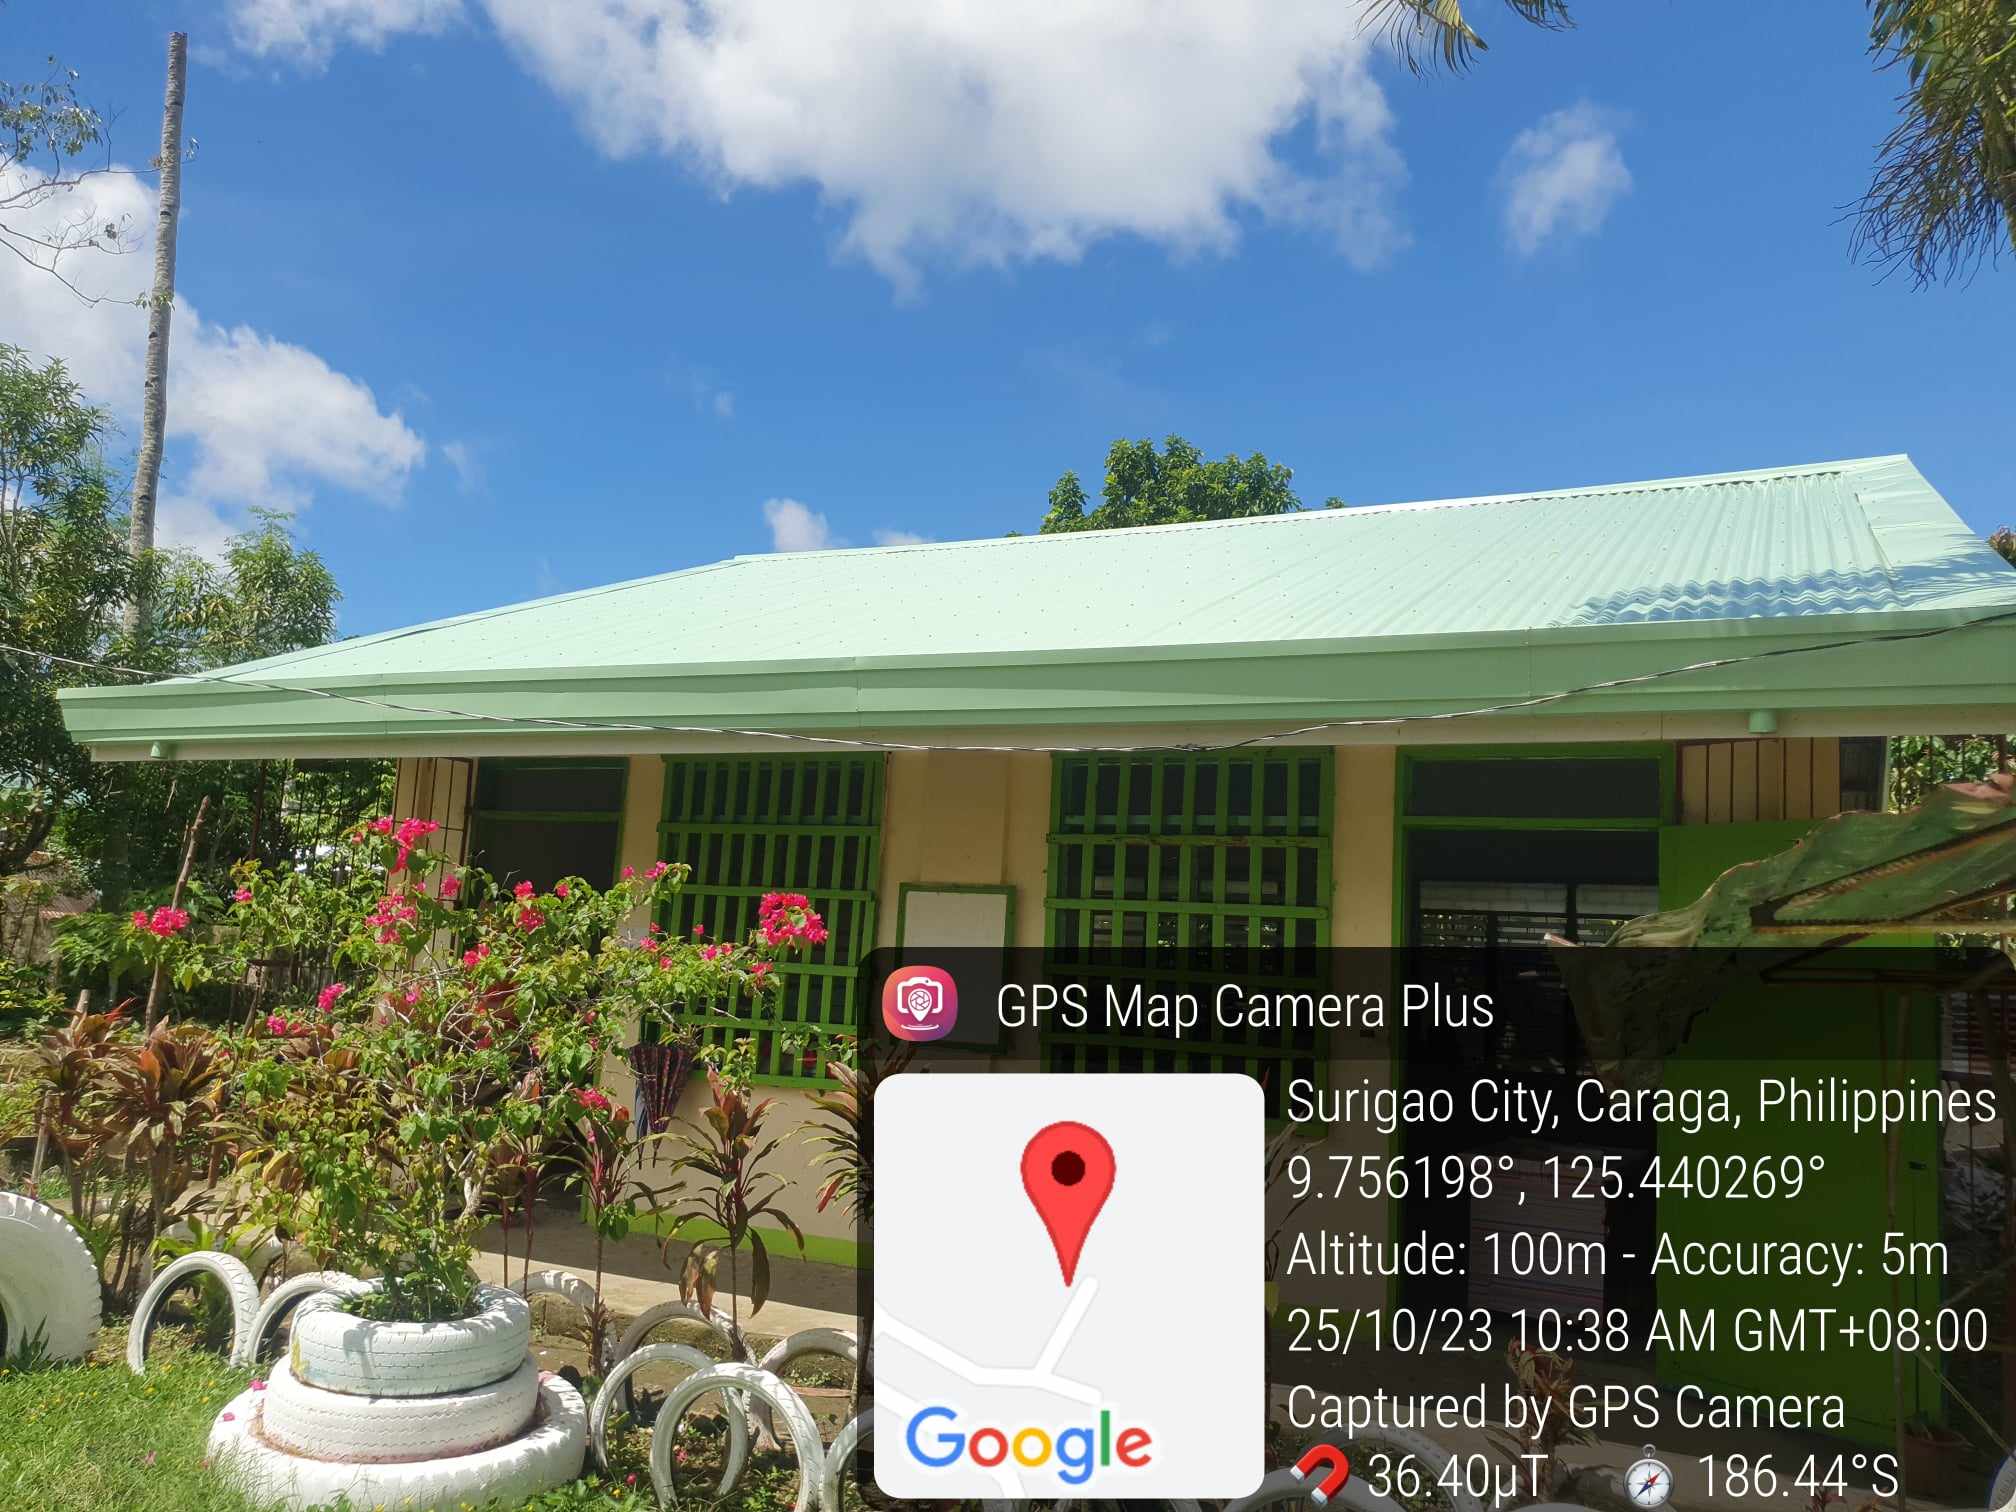 GPS Map Camera Plus
Surigao City, Caraga, Philippines
9.756198°, 125.440269°
Altitude: 100m - Accuracy: 5m
25/10/23 10:38 AM GMT+08:00
Captured by GPS Camera
36.40µT 186.44°S
Google